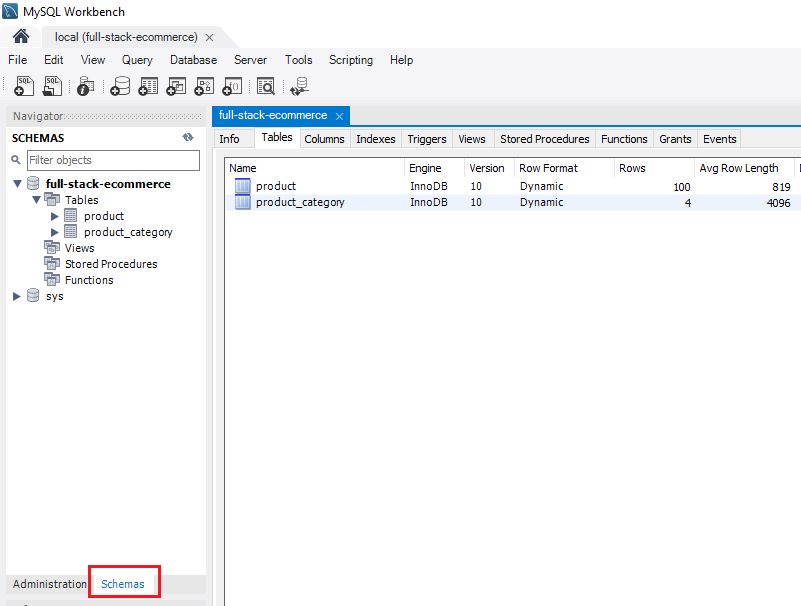 MySQL Workbench
local (full-stack-ecommerce)
File Edit View Query Database Server Tools Scripting Help
SQL SQL
Navigator
SCHEMAS
Filter objects
full-stack-ecommerce
Tables
product
product_category
Views
Stored Procedures
Functions
sys
Administration Schemas
full-stack-ecommerce
Info Tables Columns Indexes Triggers Views Stored Procedures Functions Grants Events
Name Engine Version Row Format Rows Avg Row Length
product InnoDB 10 Dynamic 100 819
product_category InnoDB 10 Dynamic 4 4096